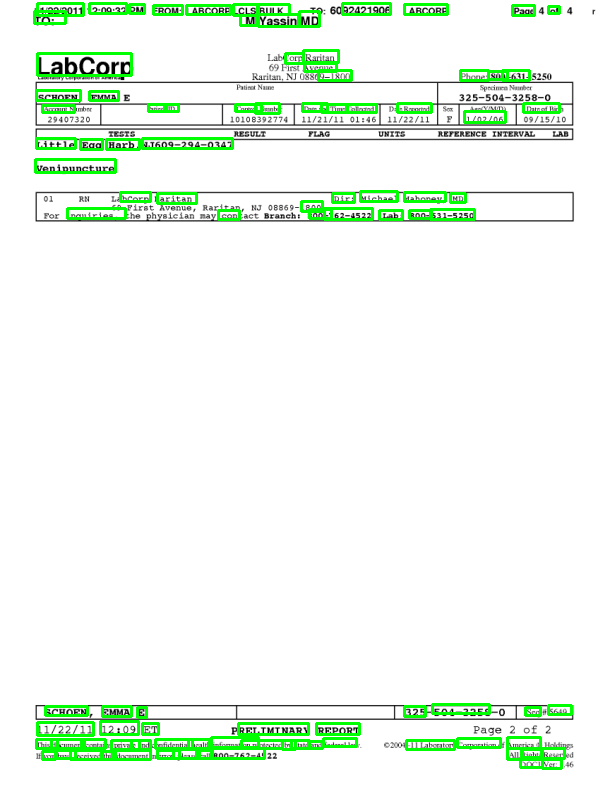 11/22/2011 12:09:32 PM FROM: LABCORP LCLS BULK TO: 6092421906 LABCORP Page 4 of 4
TO: M Yassin MD
LabCorp
LabCorp Raritan
69 First Avenue
Raritan, NJ 08869-1800
Phone: 800-631-5250
Patient Name Specimen Number
SCHOEN, EMMA E 325-504-3258-0
Account Number Patient ID Control Number Date/Time Collected Date Reported Sex Age(Y/M/D) Date of Birth
29407320 10108392774 11/21/11 01:46 11/22/11 F 1/02/06 09/15/10
TESTS RESULT FLAG UNITS REFERENCE INTERVAL LAB
Little Egg Harb, NJ609-294-0347
Venipuncture
01 RN LabCorp Raritan Dir: Michael Mahoney, MD
69 First Avenue, Raritan, NJ 08869-1800
For inquiries, the physician may contact Branch: 800-762-4522 Lab: 800-631-5250
SCHOEN, EMMA E 325-504-3258-0 Seq # 5649
11/22/11 12:09 ET PRELIMINARY REPORT Page 2 of 2
This document contains private and confidential health information protected by state and federal law.
If you have received this document in error, please call 800-762-4522
©2004-11 Laboratory Corporation of America ® Holdings
All Rights Reserved
DOC1 Ver: 1.46